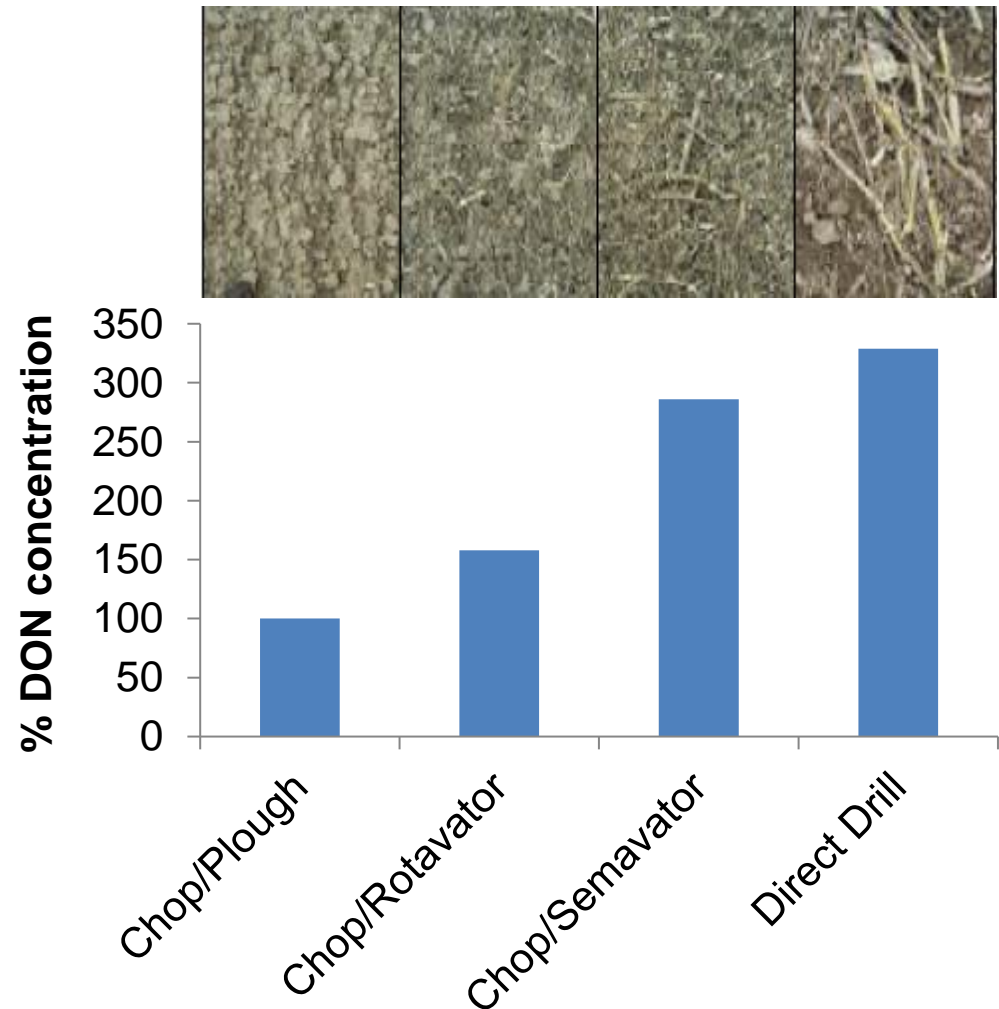 % DON concentration
350
300
250
200
150
100
50
0
Chop/Plough
Chop/Rotavator
Chop/Semavator
Direct Drill